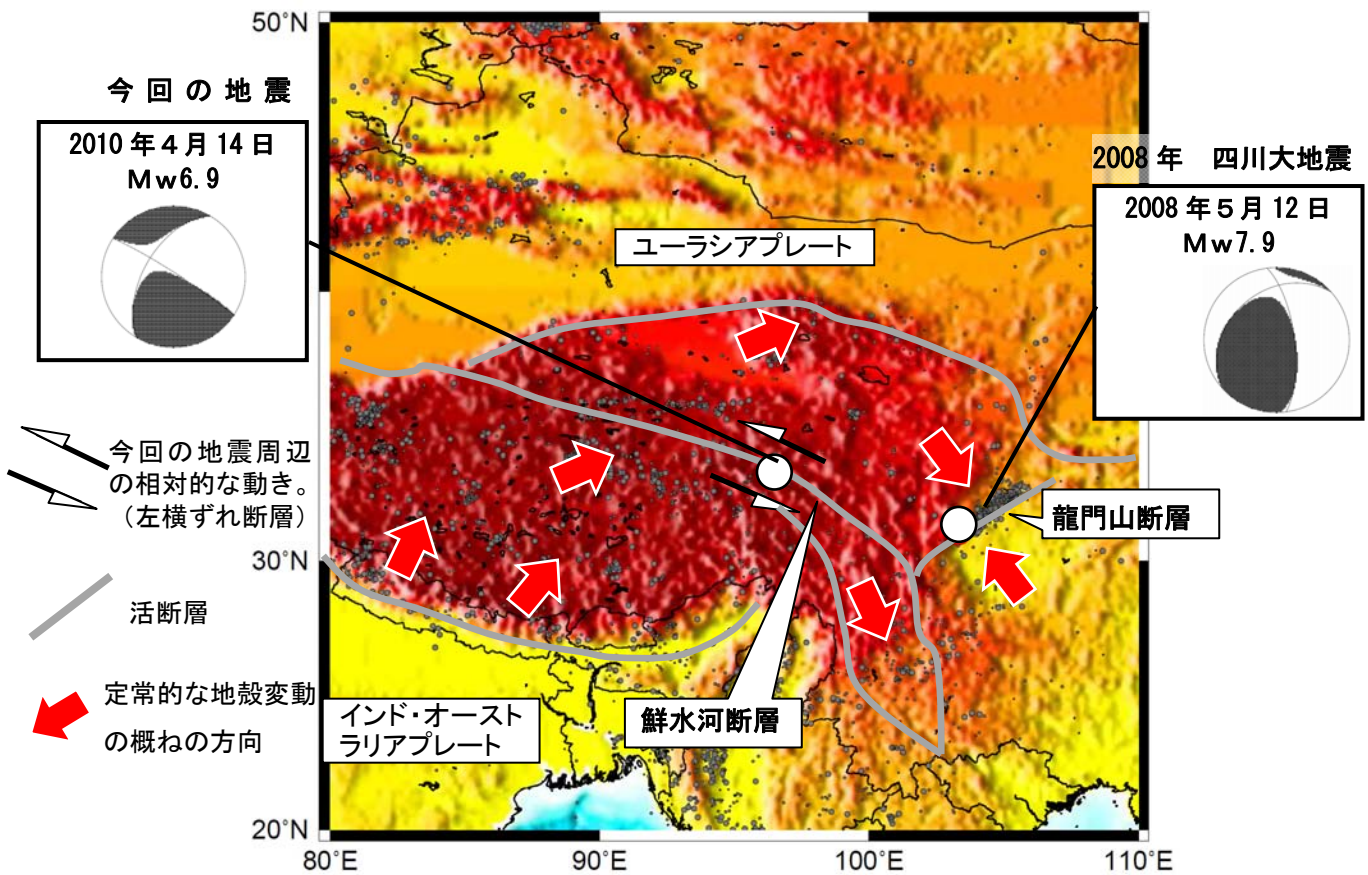 50°N
今回の地震
2010年4月14日
Mw6.9
2008年　四川大地震
2008年5月12日
Mw7.9
ユーラシアプレート
今回の地震周辺
の相対的な動き。
（左横ずれ断層）
龍門山断層
30°N
活断層
定常的な地殻変動
の概ねの方向
インド・オースト
ラリアプレート
鮮水河断層
20°N
80°E
90°E
100°E
110°E